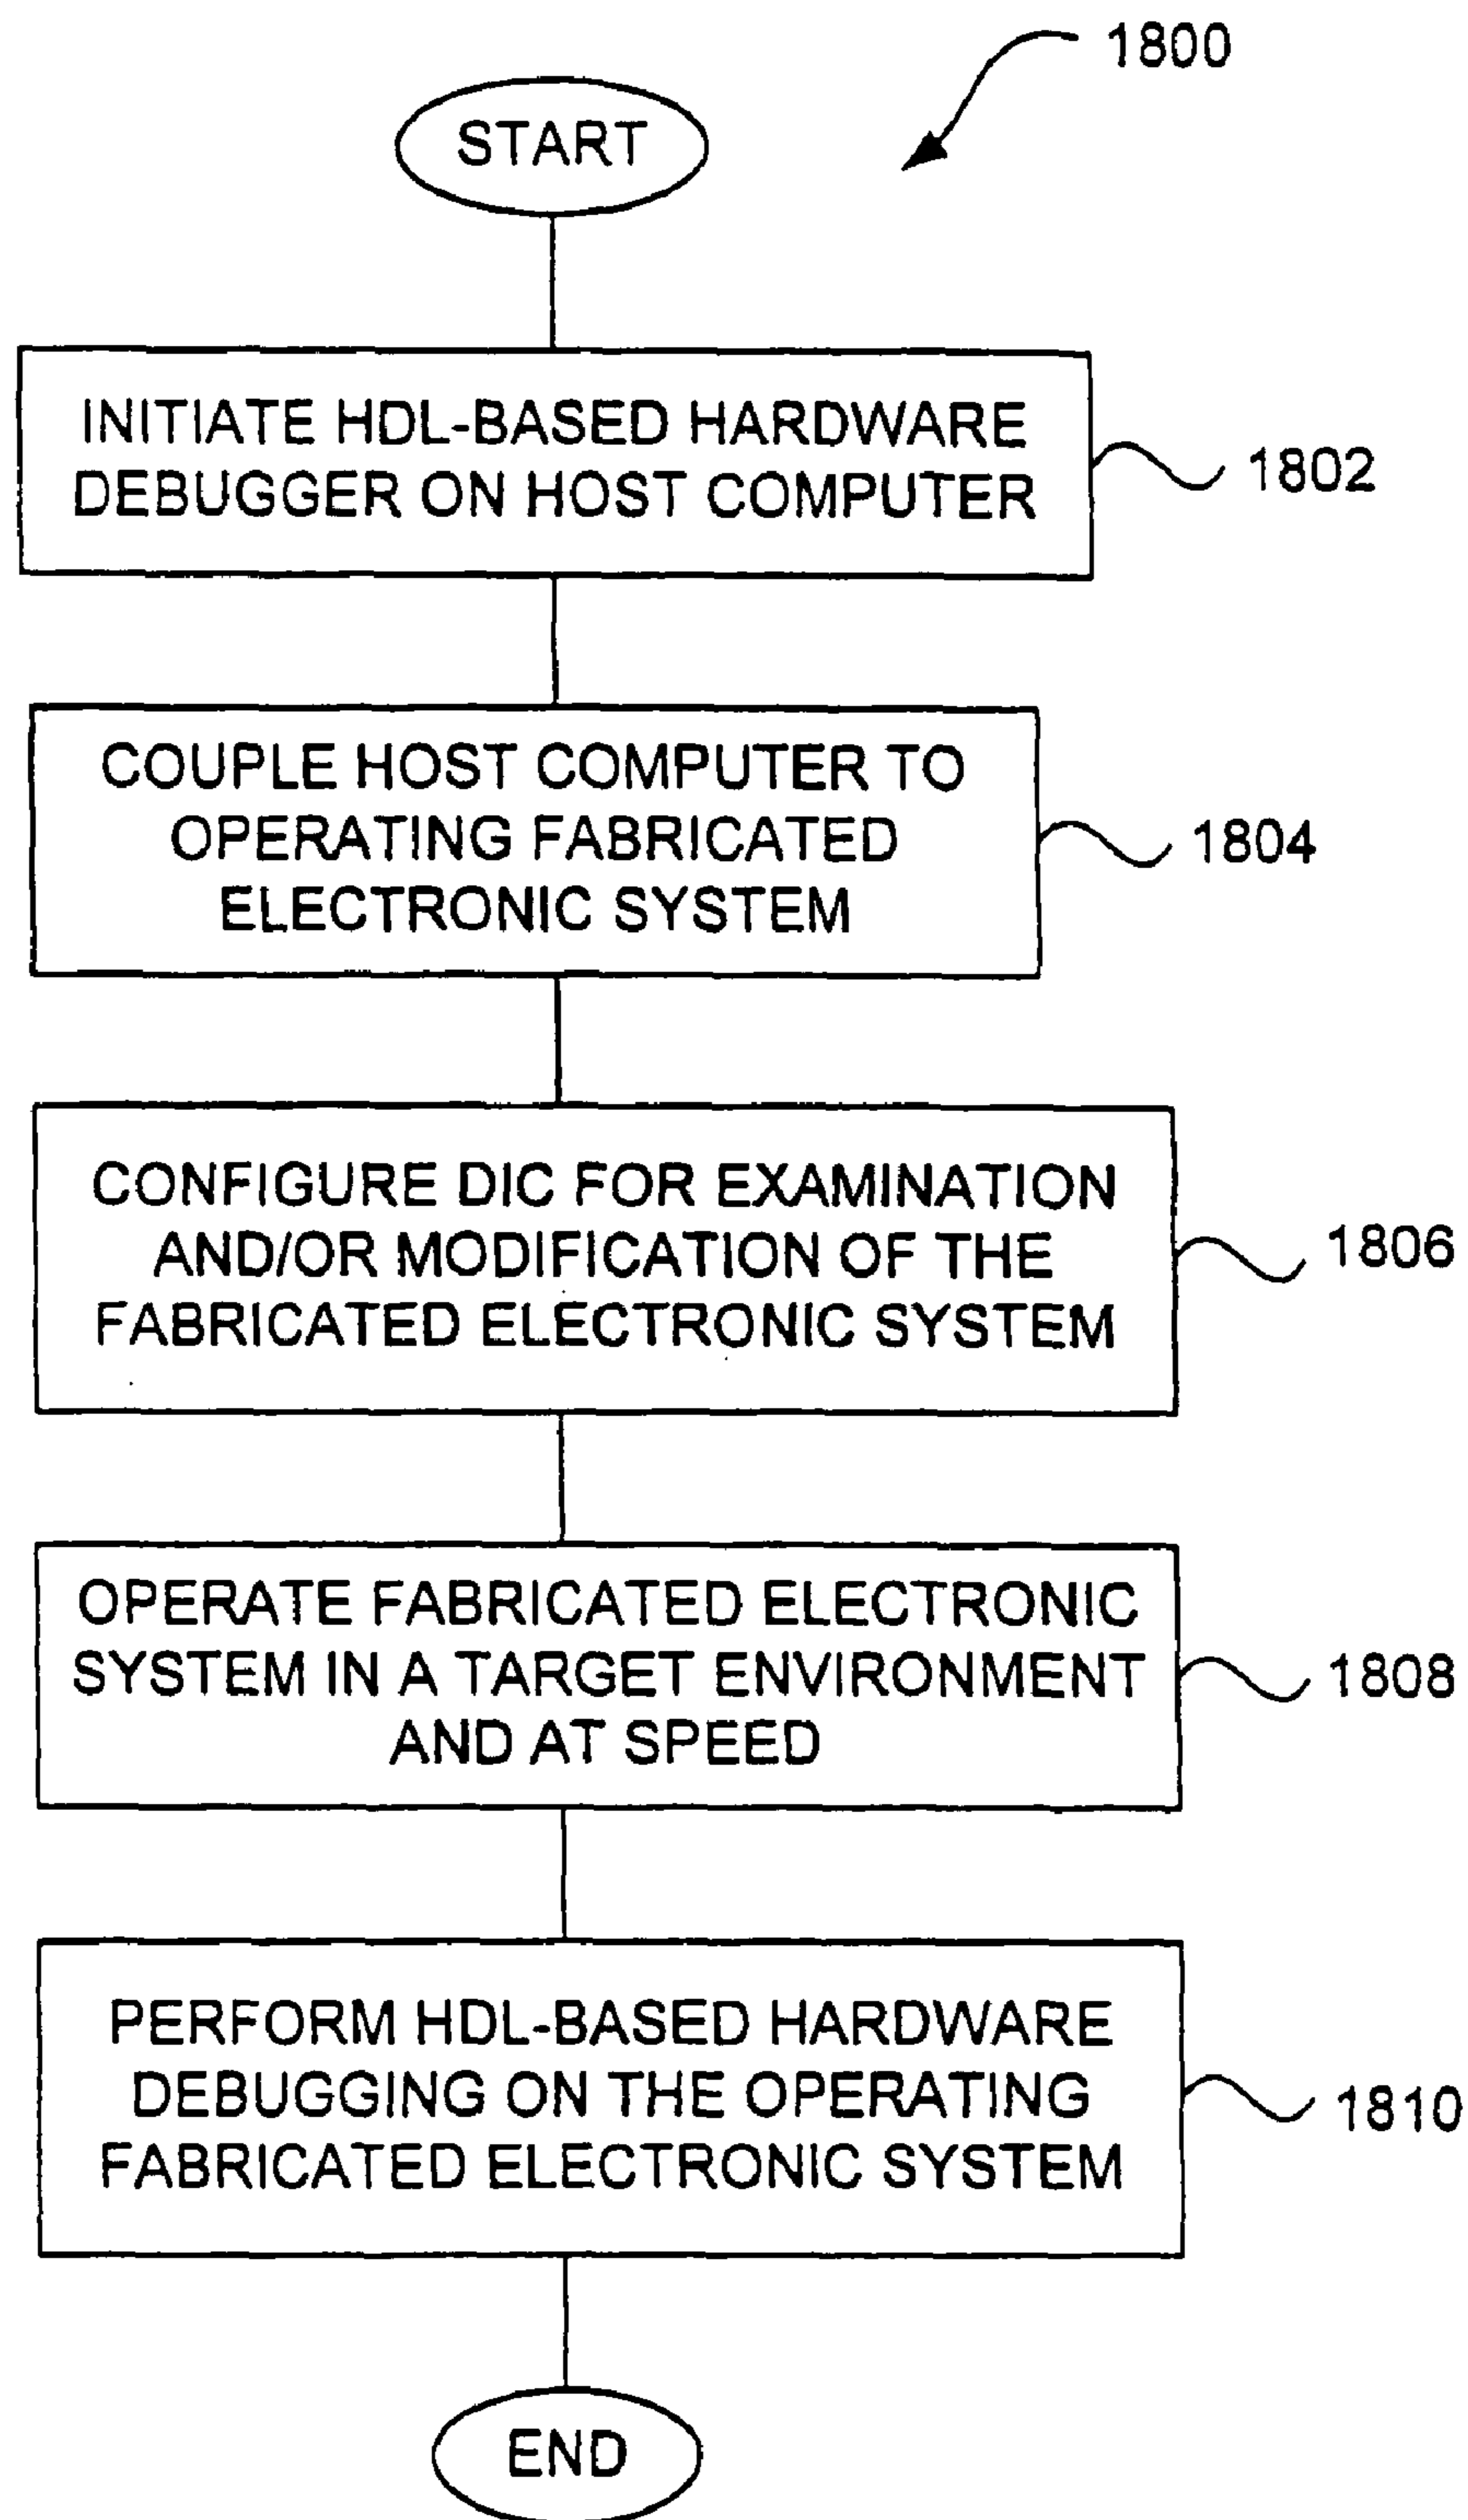 1800
START
INITIATE HDL-BASED HARDWARE
DEBUGGER ON HOST COMPUTER
1802
COUPLE HOST COMPUTER TO
OPERATING FABRICATED
ELECTRONIC SYSTEM
1804
CONFIGURE DIC FOR EXAMINATION
AND/OR MODIFICATION OF THE
FABRICATED ELECTRONIC SYSTEM
1806
OPERATE FABRICATED ELECTRONIC
SYSTEM IN A TARGET ENVIRONMENT
AND AT SPEED
1808
PERFORM HDL-BASED HARDWARE
DEBUGGING ON THE OPERATING
FABRICATED ELECTRONIC SYSTEM
1810
END